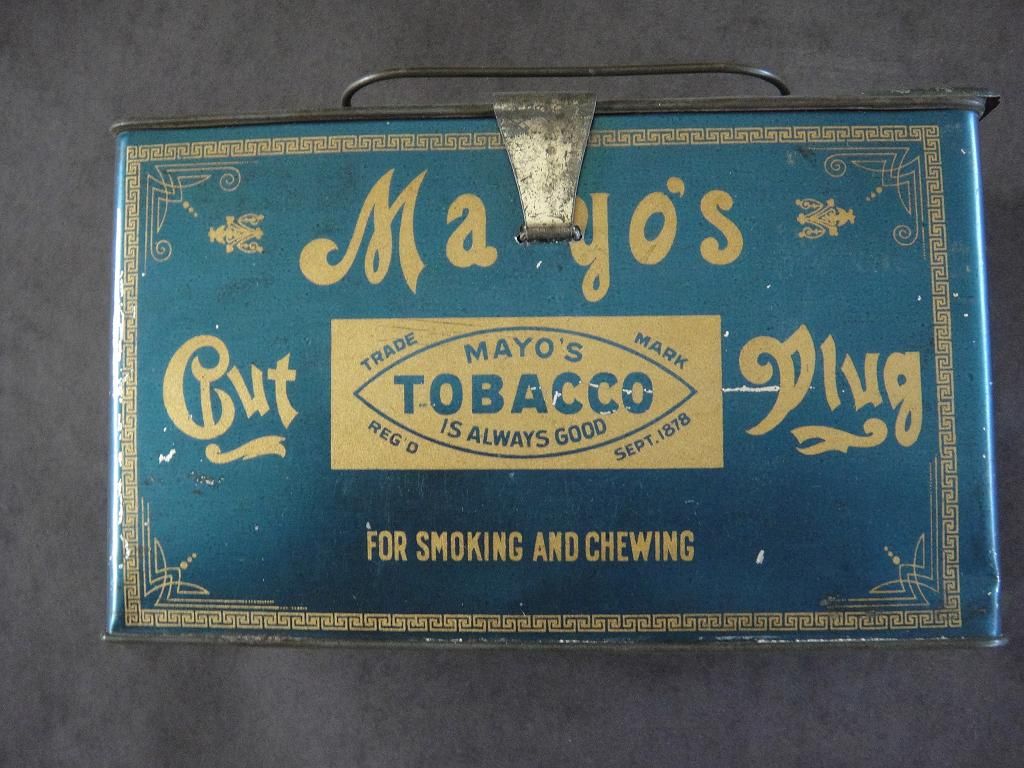 Mayo's
Cut Plug
TRADE MARK
MAYO'S
TOBACCO
IS ALWAYS GOOD
REG'D SEPT. 1878
FOR SMOKING AND CHEWING